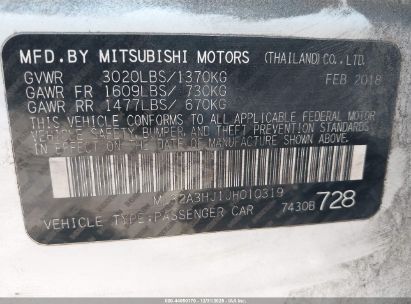 MFD.BY MITSUBISHI MOTORS (THAILAND) CO., LTD.
GVWR 3020LBS/1370KG FEB 2018
GAWR FR 1609LBS/ 730KG
GAWR RR 1477LBS/ 670KG
THIS VEHICLE CONFORMS TO ALL APPLICABLE FEDERAL MOTOR
VEHICLE SAFETY, BUMPER, AND THEFT PREVENTION STANDARDS
IN EFFECT ON THE DATE OF MANUFACTURE SHOWN ABOVE.
ML32A3HJ1JH010319
VEHICLE TYPE:PASSENGER CAR 7430B 728